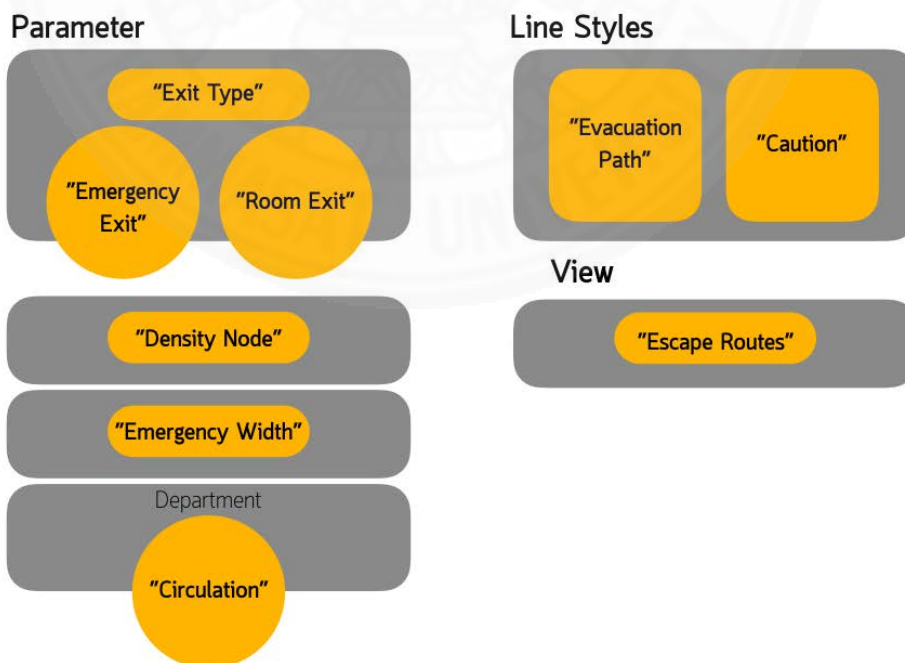 Parameter
"Exit Type"
"Emergency
Exit"
"Room Exit"
"Density Node"
"Emergency Width"
Department
"Circulation"
Line Styles
"Evacuation
Path"
"Caution"
View
"Escape Routes"